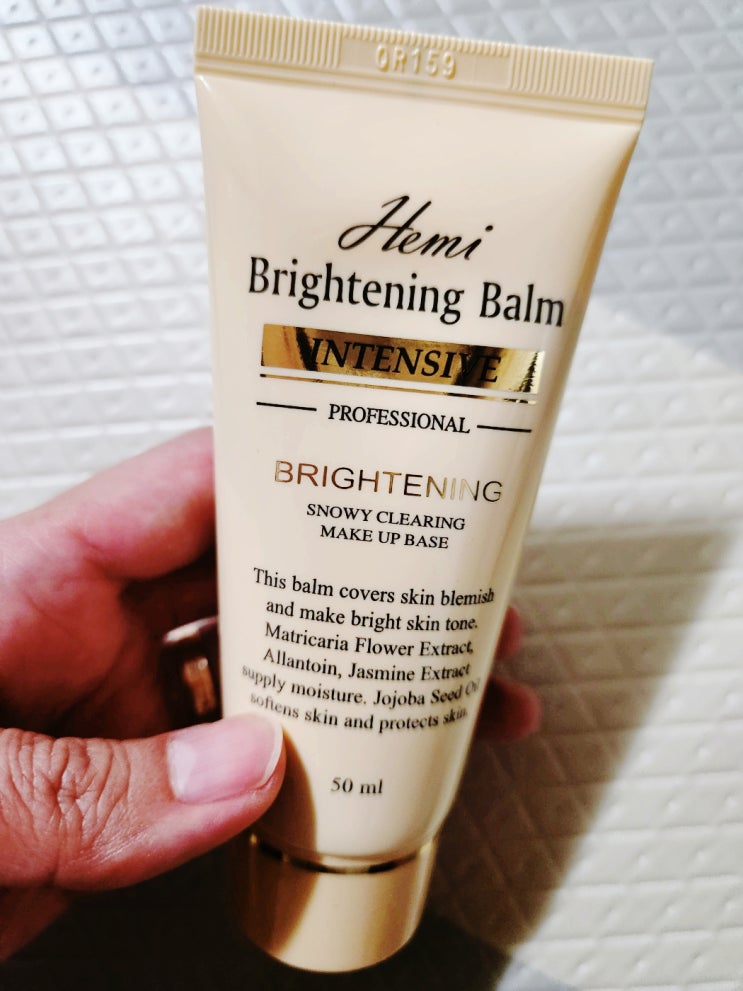 QR159
Hemi
Brightening Balm
INTENSIVE
PROFESSIONAL
BRIGHTENING
SNOWY CLEARING
MAKE UP BASE
This balm covers skin blemish
and make bright skin tone.
Matricaria Flower Extract,
Allantoin, Jasmine Extract
supply moisture. Jojoba Seed Oil
softens skin and protects skin.
50 ml